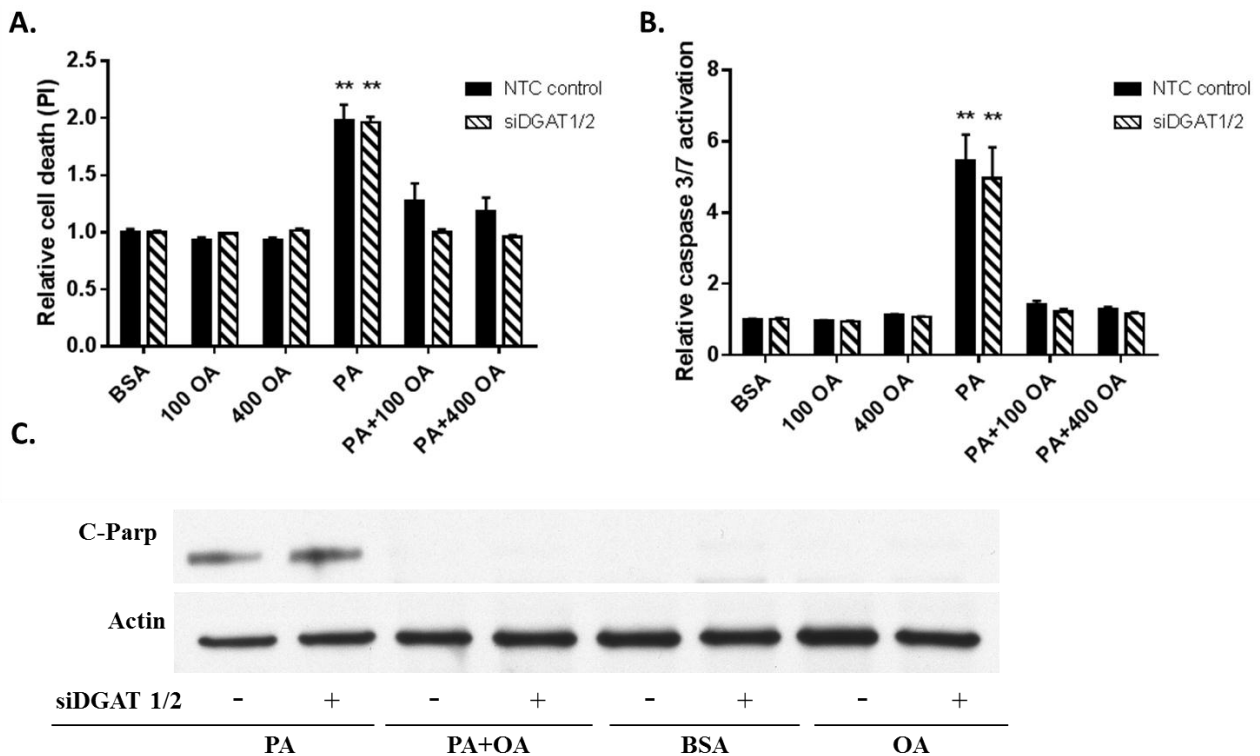 A.
Relative cell death (PI)
2.5
2.0
1.5
1.0
0.5
0.0
** **
NTC control
siDGAT1/2
BSA
100 OA
400 OA
PA
PA+100 OA
PA+400 OA
B.
Relative caspase 3/7 activation
8
6
4
2
0
** **
NTC control
siDGAT1/2
BSA
100 OA
400 OA
PA
PA+100 OA
PA+400 OA
C.
C-Parp
Actin
siDGAT 1/2 - + - + - + - +
PA PA+OA BSA OA